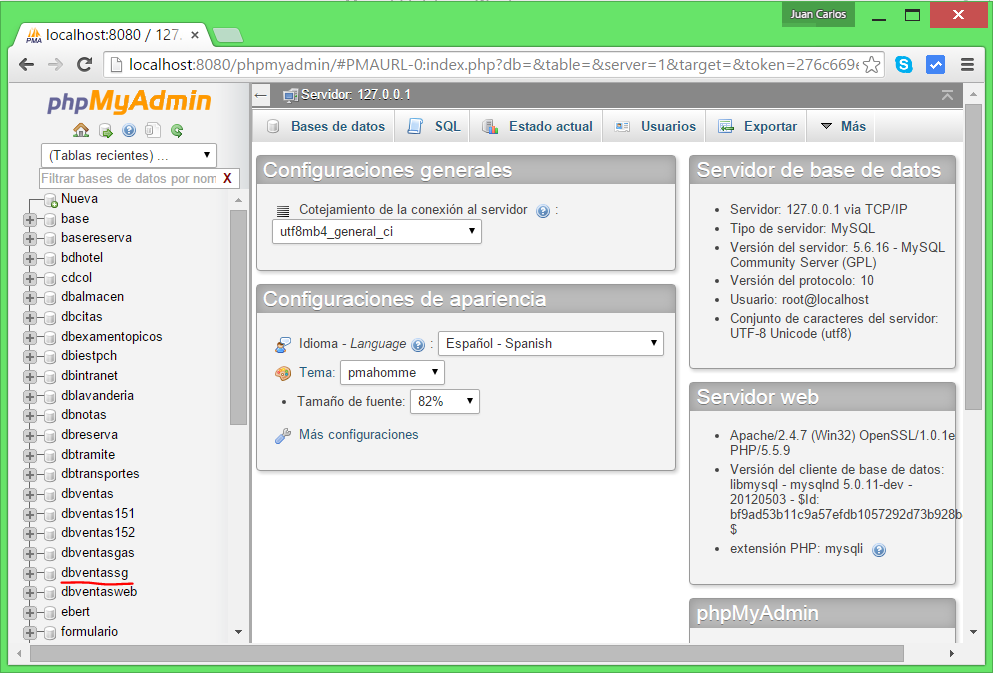 Juan Carlos
localhost:8080 / 127.
localhost:8080/phpmyadmin/#PMAURL-0:index.php?db=&table=&server=1&target=&token=276c669e
phpMyAdmin
(Tablas recientes) ...
Filtrar bases de datos por nom X
Nueva
base
basereserva
bdhotel
cdcol
dbalmacen
dbcitas
dbexamentopicos
dbiestpch
dbintranet
dblavanderia
dbnotas
dbreserva
dbtramite
dbtransportes
dbventas
dbventas151
dbventas152
dbventasgas
dbventassg
dbventasweb
ebert
formulario
Servidor: 127.0.0.1
Bases de datos SQL Estado actual Usuarios Exportar Más
Configuraciones generales
Cotejamiento de la conexión al servidor :
utf8mb4_general_ci
Configuraciones de apariencia
Idioma - Language : Español - Spanish
Tema: pmahomme
Tamaño de fuente: 82%
Más configuraciones
Servidor de base de datos
Servidor: 127.0.0.1 via TCP/IP
Tipo de servidor: MySQL
Versión del servidor: 5.6.16 - MySQL
Community Server (GPL)
Versión del protocolo: 10
Usuario: root@localhost
Conjunto de caracteres del servidor:
UTF-8 Unicode (utf8)
Servidor web
Apache/2.4.7 (Win32) OpenSSL/1.0.1e
PHP/5.5.9
Versión del cliente de base de datos:
libmysql - mysqlnd 5.0.11-dev -
20120503 - $Id:
bf9ad53b11c9a57efdb1057292d73b928b
$
extensión PHP: mysqli
phpMyAdmin